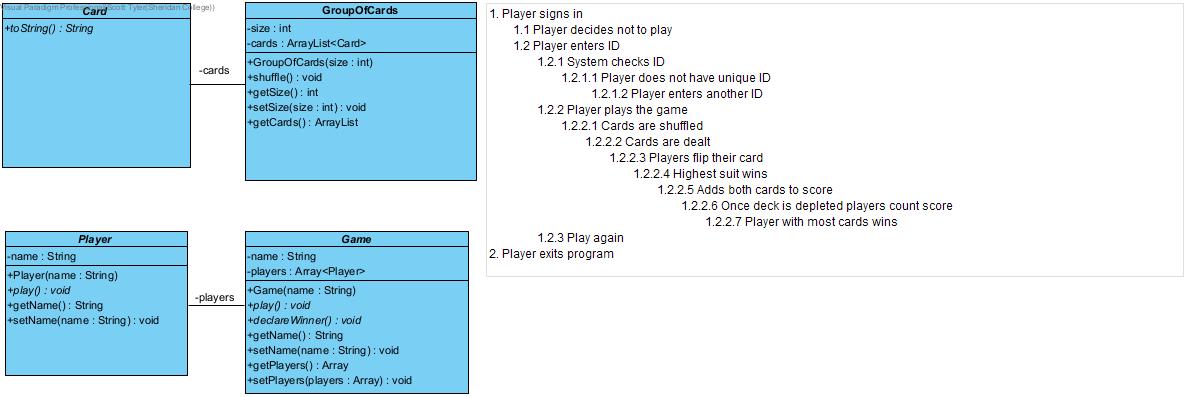 Visual Paradigm Professional(Scott Tyler(Sheridan College))
Card
+toString() : String
-cards
GroupOfCards
-size : int
-cards : ArrayList<Card>
+GroupOfCards(size : int)
+shuffle() : void
+getSize() : int
+setSize(size : int) : void
+getCards() : ArrayList
Player
-name : String
+Player(name : String)
+play() : void
+getName() : String
+setName(name : String) : void
-players
Game
-name : String
-players : Array<Player>
+Game(name : String)
+play() : void
+declareWinner() : void
+getName() : String
+setName(name : String) : void
+getPlayers() : Array
+setPlayers(players : Array) : void
1. Player signs in
1.1 Player decides not to play
1.2 Player enters ID
1.2.1 System checks ID
1.2.1.1 Player does not have unique ID
1.2.1.2 Player enters another ID
1.2.2 Player plays the game
1.2.2.1 Cards are shuffled
1.2.2.2 Cards are dealt
1.2.2.3 Players flip their card
1.2.2.4 Highest suit wins
1.2.2.5 Adds both cards to score
1.2.2.6 Once deck is depleted players count score
1.2.2.7 Player with most cards wins
1.2.3 Play again
2. Player exits program